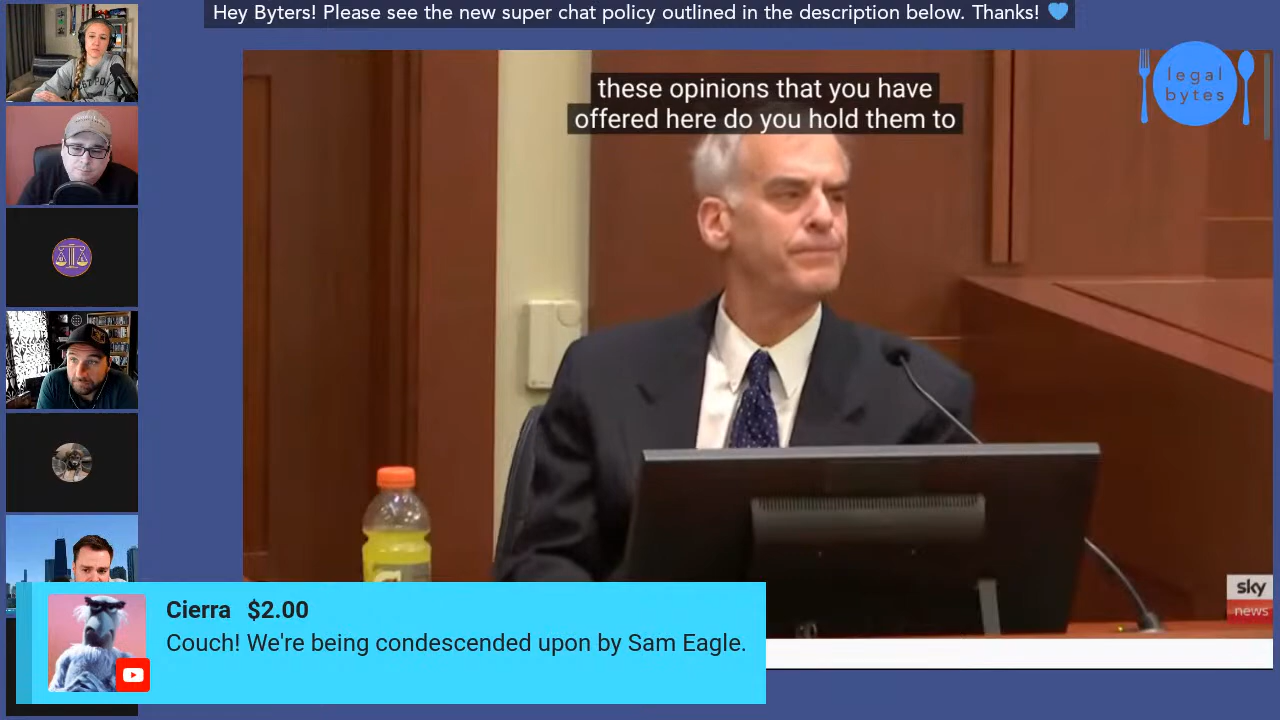 Hey Byters! Please see the new super chat policy outlined in the description below. Thanks! 💙
legal
bytes
these opinions that you have
offered here do you hold them to
sky
news
Cierra $2.00
Couch! We're being condescended upon by Sam Eagle.